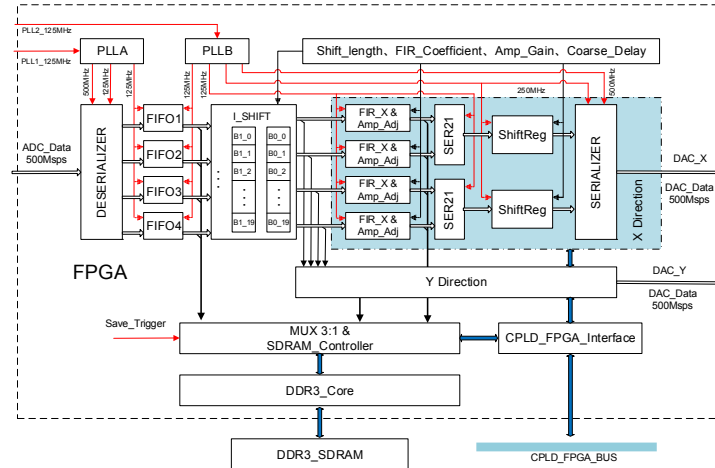 PLL2_125MHz
PLL1_125MHz
PLLA
PLLB
Shift_length、FIR_Coefficient、Amp_Gain、Coarse_Delay
500MHz
125MHz
125MHz
125MHz
125MHz
250MHz
500MHz
ADC_Data
500Msps
DESERIALIZER
FIFO1
FIFO2
FIFO3
FIFO4
I_SHIFT
B1_0
B1_1
B1_2
B1_19
B0_0
B0_1
B0_2
B0_19
FIR_X &
Amp_Adj
FIR_X &
Amp_Adj
FIR_X &
Amp_Adj
FIR_X &
Amp_Adj
SER21
SER21
ShiftReg
ShiftReg
SERIALIZER
X Direction
DAC_X
DAC_Data
500Msps
FPGA
Y Direction
DAC_Y
DAC_Data
500Msps
Save_Trigger
MUX 3:1 &
SDRAM_Controller
CPLD_FPGA_Interface
DDR3_Core
DDR3_SDRAM
CPLD_FPGA_BUS